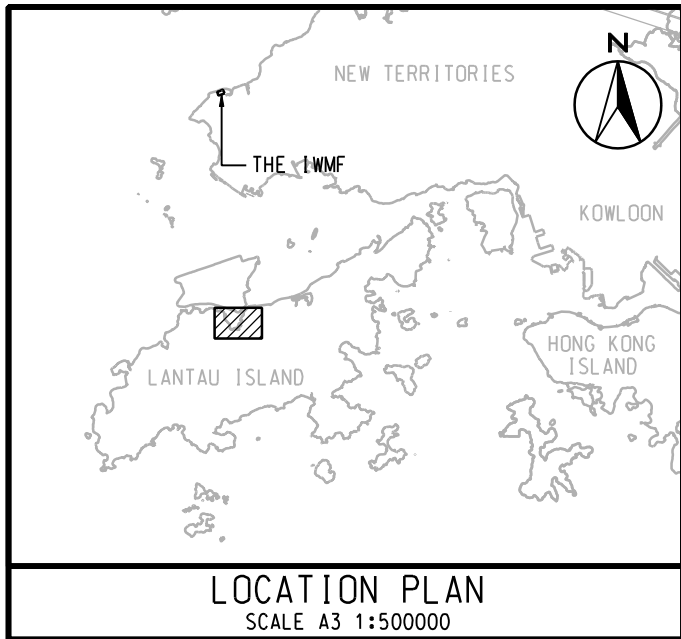 N
NEW TERRITORIES
THE IWMF
KOWLOON
HONG KONG
ISLAND
LANTAU ISLAND
LOCATION PLAN
SCALE A3 1:500000